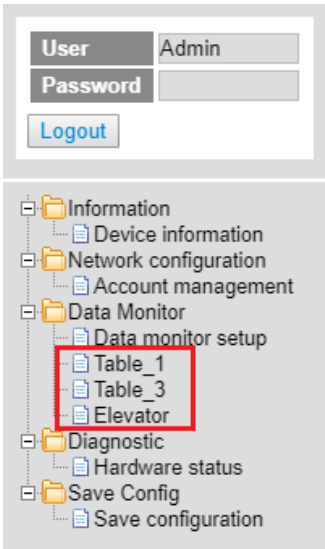 User Admin
Password
Logout
Information
Device information
Network configuration
Account management
Data Monitor
Data monitor setup
Table_1
Table_3
Elevator
Diagnostic
Hardware status
Save Config
Save configuration